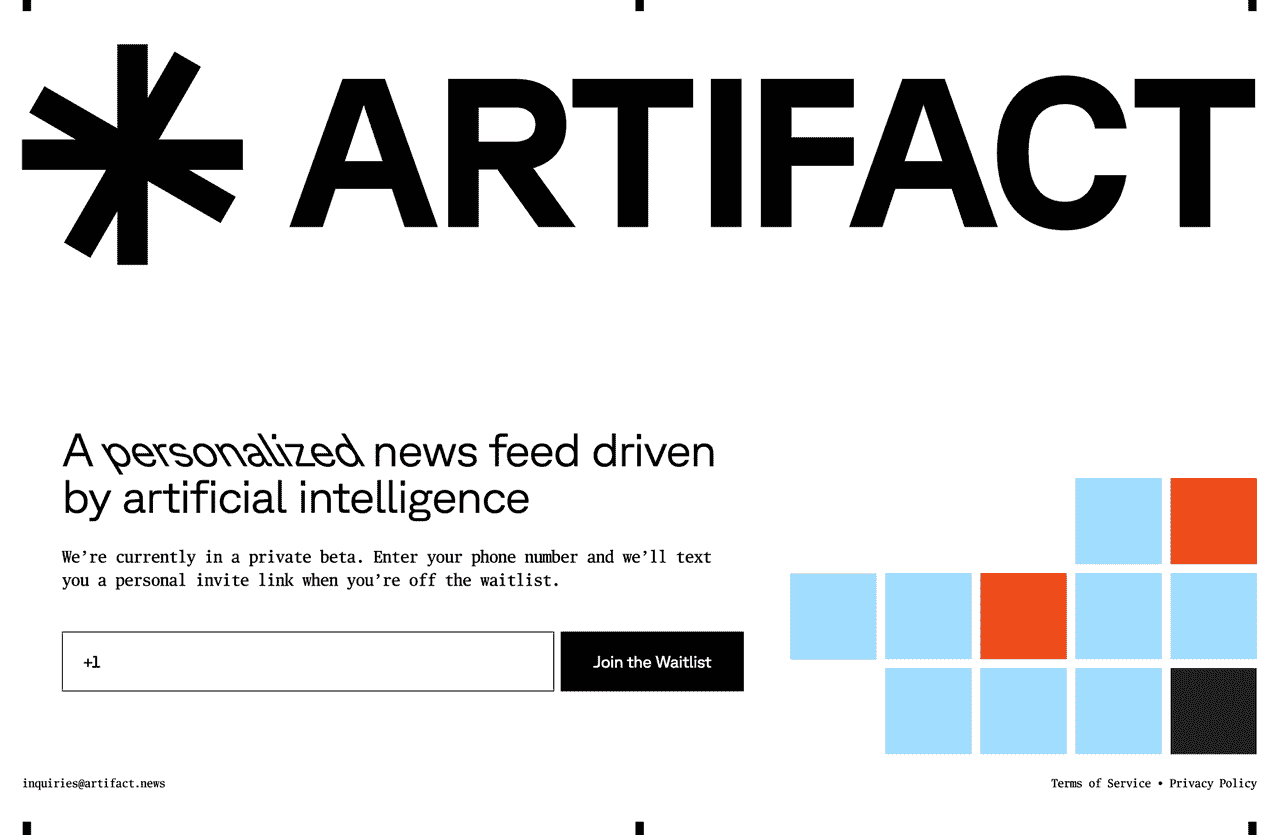 ARTIFACT
A personalized news feed driven
by artificial intelligence
We’re currently in a private beta. Enter your phone number and we’ll text
you a personal invite link when you’re off the waitlist.
+1
Join the Waitlist
inquiries@artifact.news
Terms of Service • Privacy Policy